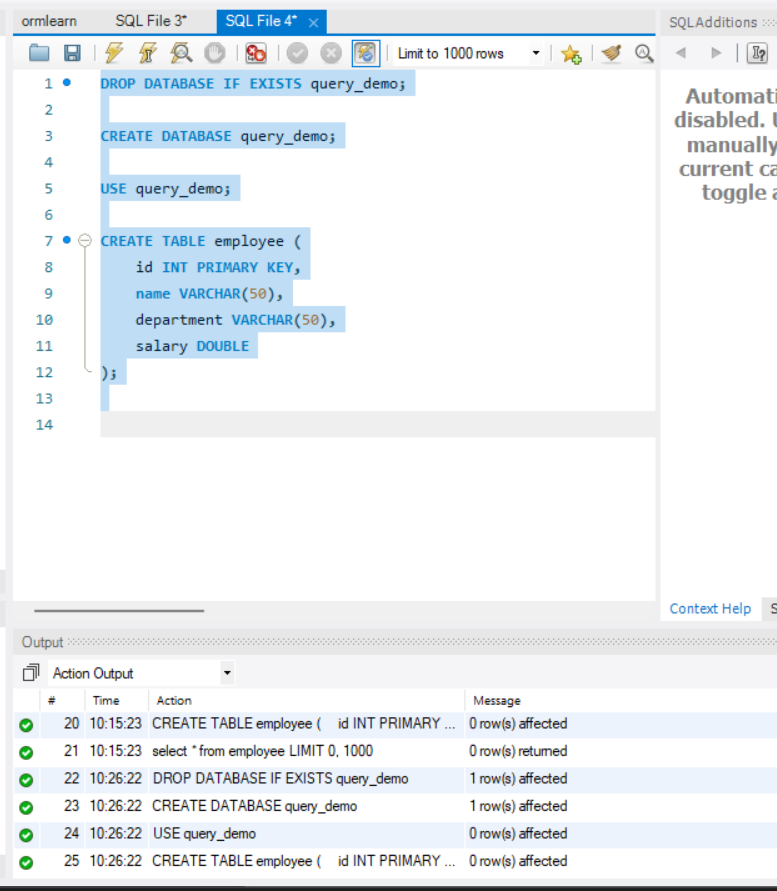 ormlearn SQL File 3* SQL File 4* ×
SQLAdditions
Limit to 1000 rows
1 DROP DATABASE IF EXISTS query_demo;
2
3 CREATE DATABASE query_demo;
4
5 USE query_demo;
6
7 CREATE TABLE employee (
8 id INT PRIMARY KEY,
9 name VARCHAR(50),
10 department VARCHAR(50),
11 salary DOUBLE
12 );
13
14
Automati
disabled. U
manually
current ca
toggle a
Context Help S
Output
Action Output
# Time Action Message
20 10:15:23 CREATE TABLE employee ( id INT PRIMARY ... 0 row(s) affected
21 10:15:23 select * from employee LIMIT 0, 1000 0 row(s) returned
22 10:26:22 DROP DATABASE IF EXISTS query_demo 1 row(s) affected
23 10:26:22 CREATE DATABASE query_demo 1 row(s) affected
24 10:26:22 USE query_demo 0 row(s) affected
25 10:26:22 CREATE TABLE employee ( id INT PRIMARY ... 0 row(s) affected